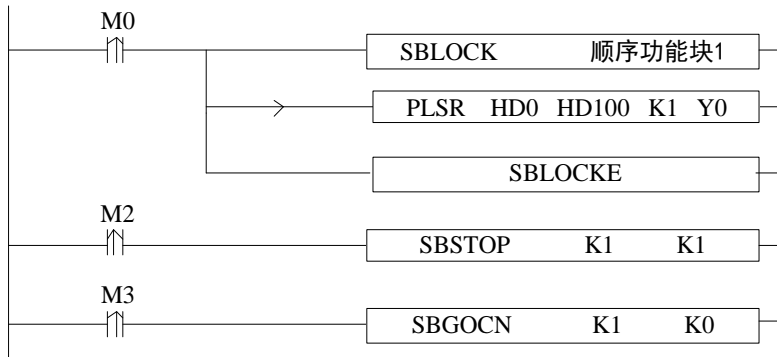 M0
SBLOCK 顺序功能块1
PLSR HD0 HD100 K1 Y0
SBLOCKE
M2
SBSTOP K1 K1
M3
SBGOCN K1 K0